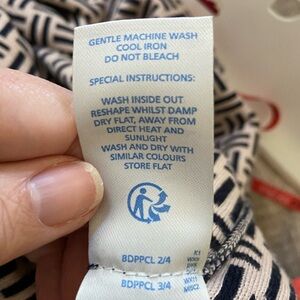 GENTLE MACHINE WASH
COOL IRON
DO NOT BLEACH
SPECIAL INSTRUCTIONS:
WASH INSIDE OUT
RESHAPE WHILST DAMP
DRY FLAT, AWAY FROM
DIRECT HEAT AND
SUNLIGHT
WASH AND DRY WITH
SIMILAR COLOURS
STORE FLAT
BDPPCL 2/4
BDPPCL 3/4